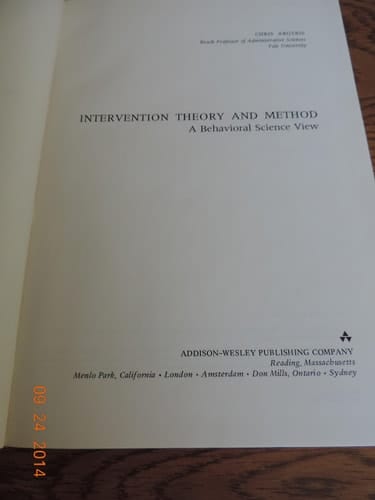 CHRIS ARGYRIS
Beach Professor of Administrative Sciences
Yale University
INTERVENTION THEORY AND METHOD
A Behavioral Science View
ADDISON–WESLEY PUBLISHING COMPANY
Reading, Massachusetts
Menlo Park, California · London · Amsterdam · Don Mills, Ontario · Sydney
09 24 2014